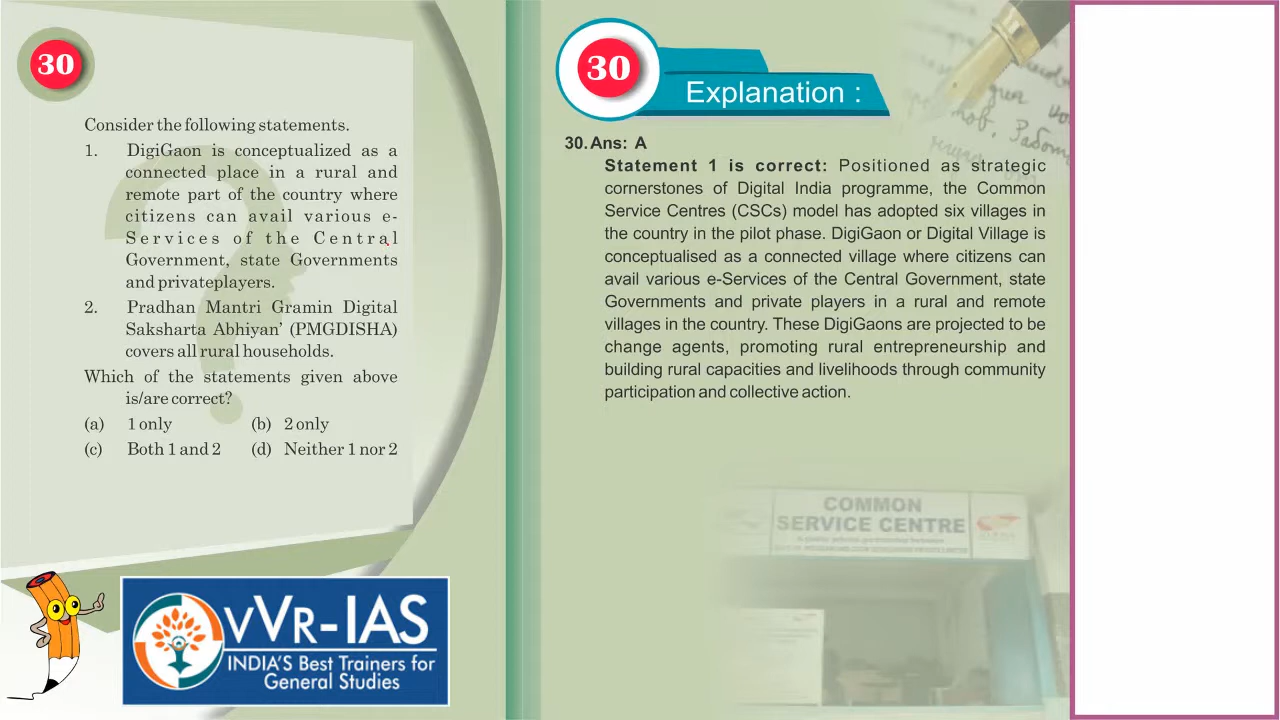 30
Consider the following statements.
1. DigiGaon is conceptualized as a
connected place in a rural and
remote part of the country where
citizens can avail various e-
Services of the Central
Government, state Governments
and privateplayers.
2. Pradhan Mantri Gramin Digital
Saksharta Abhiyan’ (PMGDISHA)
covers all rural households.
Which of the statements given above
is/are correct?
(a) 1 only (b) 2 only
(c) Both 1 and 2 (d) Neither 1 nor 2
vVR-IAS
INDIA'S Best Trainers for
General Studies
30
Explanation :
30. Ans: A
Statement 1 is correct: Positioned as strategic
cornerstones of Digital India programme, the Common
Service Centres (CSCs) model has adopted six villages in
the country in the pilot phase. DigiGaon or Digital Village is
conceptualised as a connected village where citizens can
avail various e-Services of the Central Government, state
Governments and private players in a rural and remote
villages in the country. These DigiGaons are projected to be
change agents, promoting rural entrepreneurship and
building rural capacities and livelihoods through community
participation and collective action.
COMMON
SERVICE CENTRE